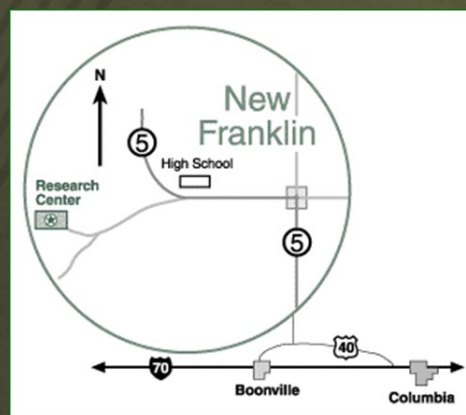 N
New
Franklin
5
High School
Research
Center
5
40
70
Boonville
Columbia